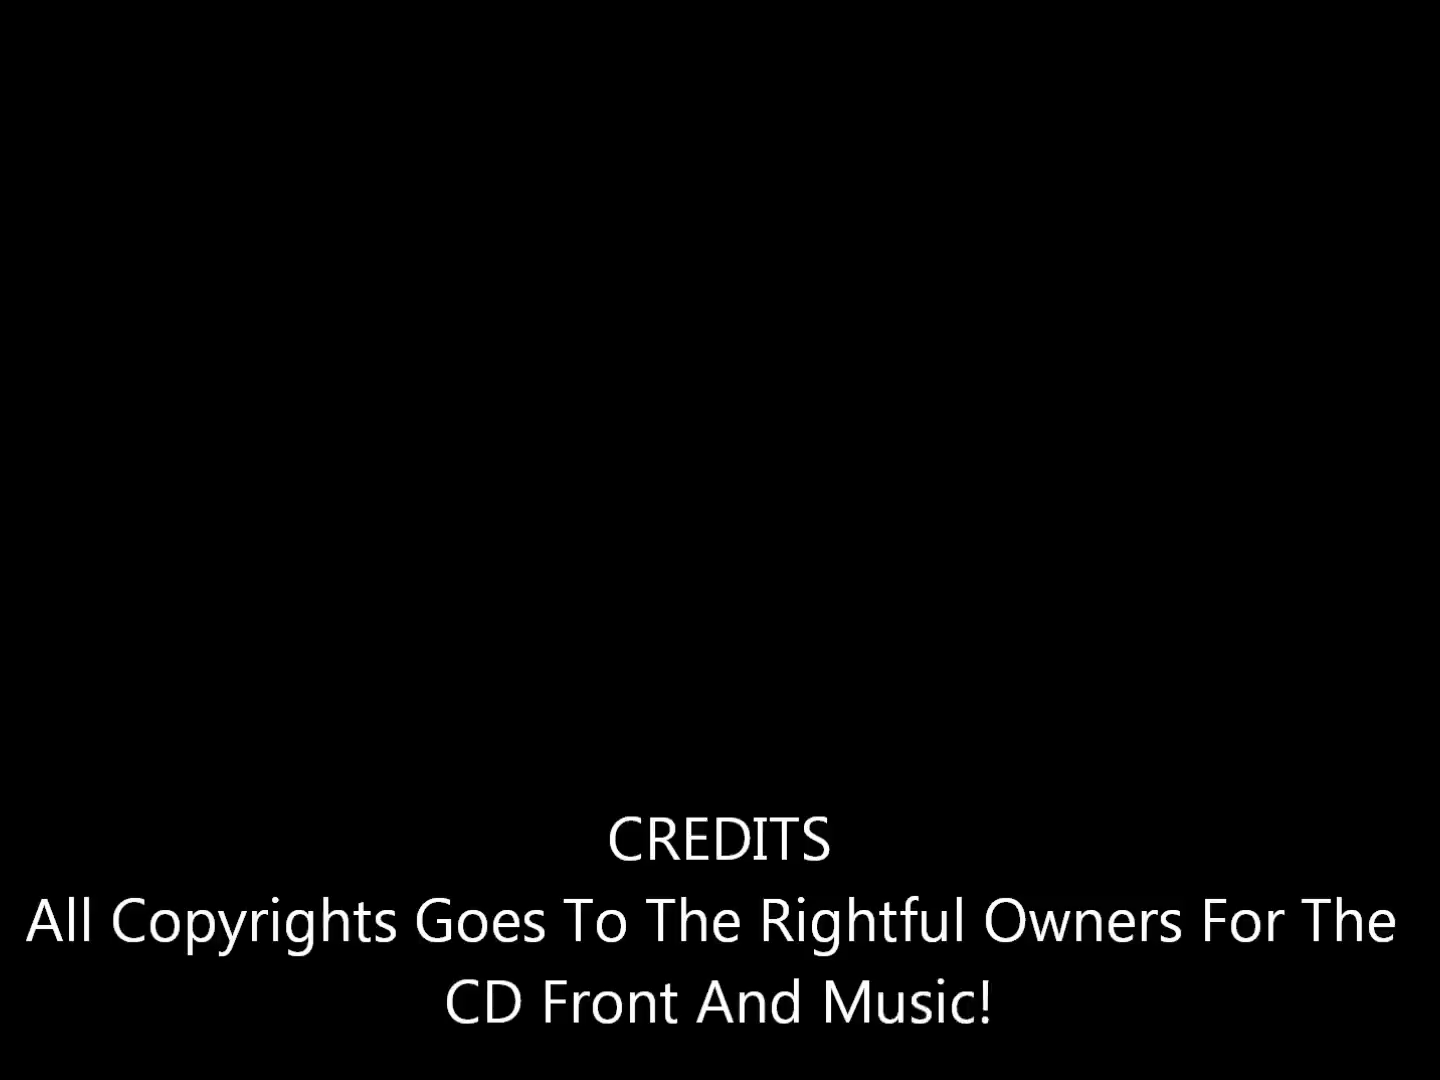 CREDITS
All Copyrights Goes To The Rightful Owners For The
CD Front And Music!